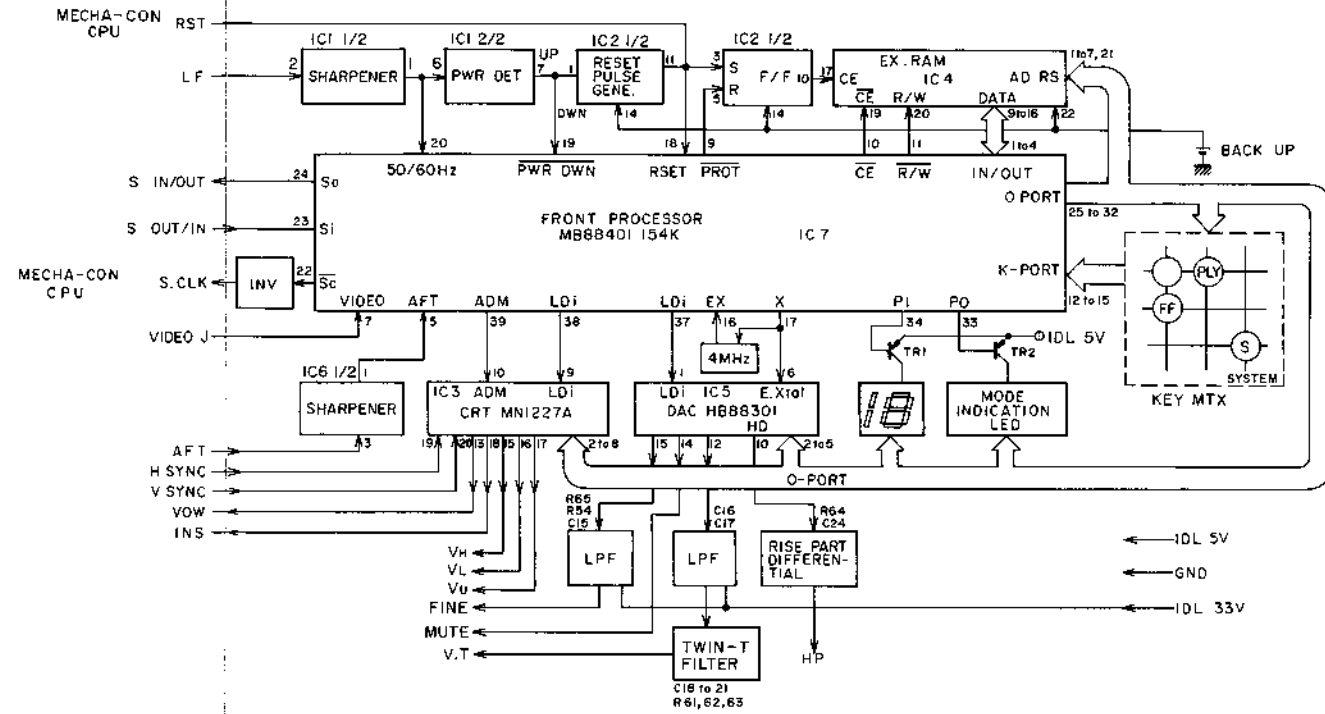 MECHA-CON
CPU
RST
LF
IC1 1/2
2
SHARPENER
1
IC1 2/2
6
PWR DET
7
UP
DWN
IC2 1/2
1
RESET
PULSE
GENE.
11
14
IC2 1/2
3
S
5
R
F/F
10
14
17
EX. RAM
IC4
CE
AD RS
1 to 7, 21
CE
R/W
DATA
19
20
9 to 16
22
BACK UP
20
19
18
9
10
11
1 to 4
50/60Hz
PWR DWN
RSET
PROT
CE
R/W
IN/OUT
S IN/OUT
24
So
S OUT/IN
23
Si
MECHA-CON
CPU
S.CLK
INV
22
Sc
FRONT PROCESSOR
MB88401 154K
IC7
O PORT
25 to 32
K-PORT
12 to 15
PLY
FF
S
SYSTEM
KEY MTX
VIDEO
AFT
ADM
LDi
LDi
EX
X
PI
PO
7
5
39
38
37
16
17
34
33
VIDEO J
4MHz
TR1
TR2
IDL 5V
IC6 1/2
1
SHARPENER
3
10
9
IC3
ADM
LDi
CRT MN1227A
19
20
13
18
15
16
17
2 to 8
1
6
LDi
IC5
E.Xtal
DAC HB88301
HD
15
14
12
10
2 to 5
18
MODE
INDICATION
LED
AFT
H SYNC
V SYNC
VOW
INS
O-PORT
R65
R54
C15
LPF
C16
C17
LPF
R64
C24
RISE PART
DIFFEREN-
TIAL
VH
VL
VU
FINE
MUTE
V.T
TWIN-T
FILTER
C18 to 21
R61, 62, 63
HP
IDL 5V
GND
IDL 33V